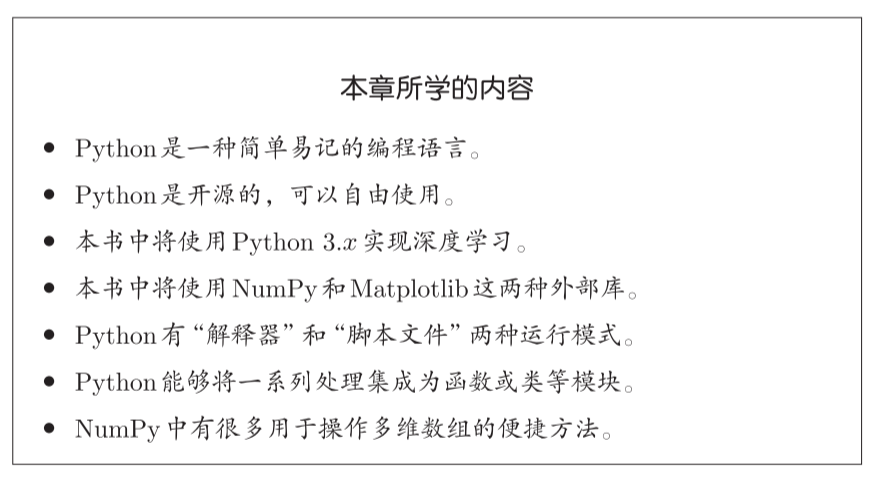 本章所学的内容
● Python是一种简单易记的编程语言。
● Python是开源的，可以自由使用。
● 本书中将使用Python 3.x实现深度学习。
● 本书中将使用NumPy和Matplotlib这两种外部库。
● Python有“解释器”和“脚本文件”两种运行模式。
● Python能够将一系列处理集成为函数或类等模块。
● NumPy中有很多用于操作多维数组的便捷方法。